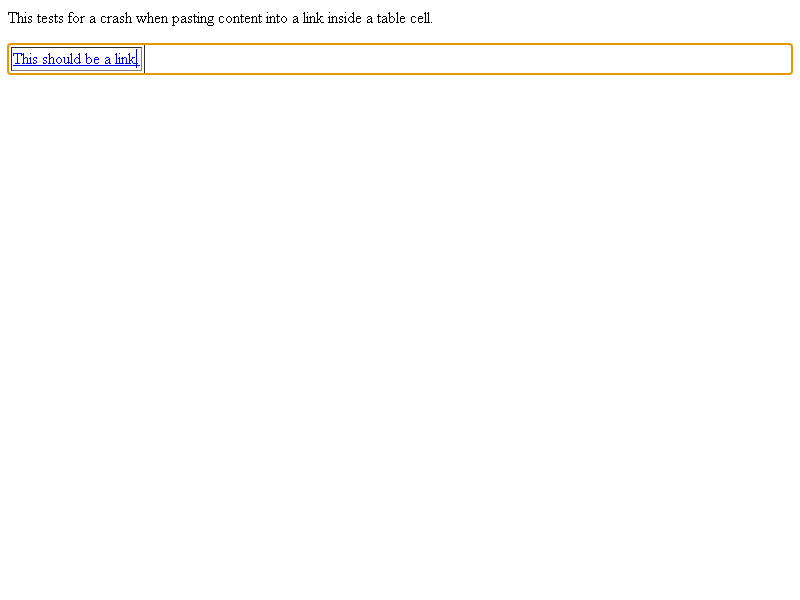 This tests for a crash when pasting content into a link inside a table cell.
This should be a link.